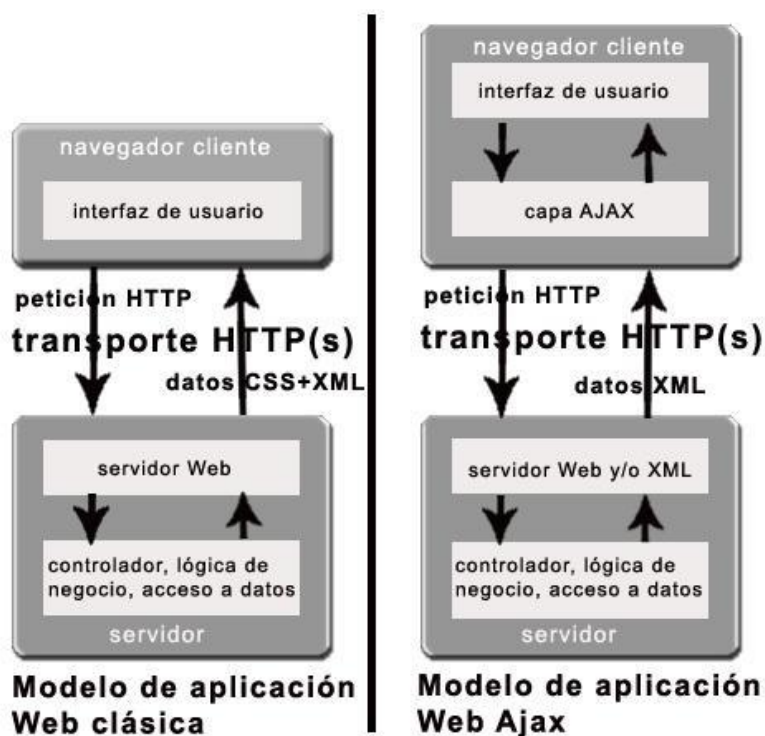 navegador cliente
interfaz de usuario
petición HTTP
transporte HTTP(s)
datos CSS+XML
servidor Web
controlador, lógica de
negocio, acceso a datos
servidor
Modelo de aplicación
Web clásica
navegador cliente
interfaz de usuario
capa AJAX
petición HTTP
transporte HTTP(s)
datos XML
servidor Web y/o XML
controlador, lógica de
negocio, acceso a datos
servidor
Modelo de aplicación
Web Ajax